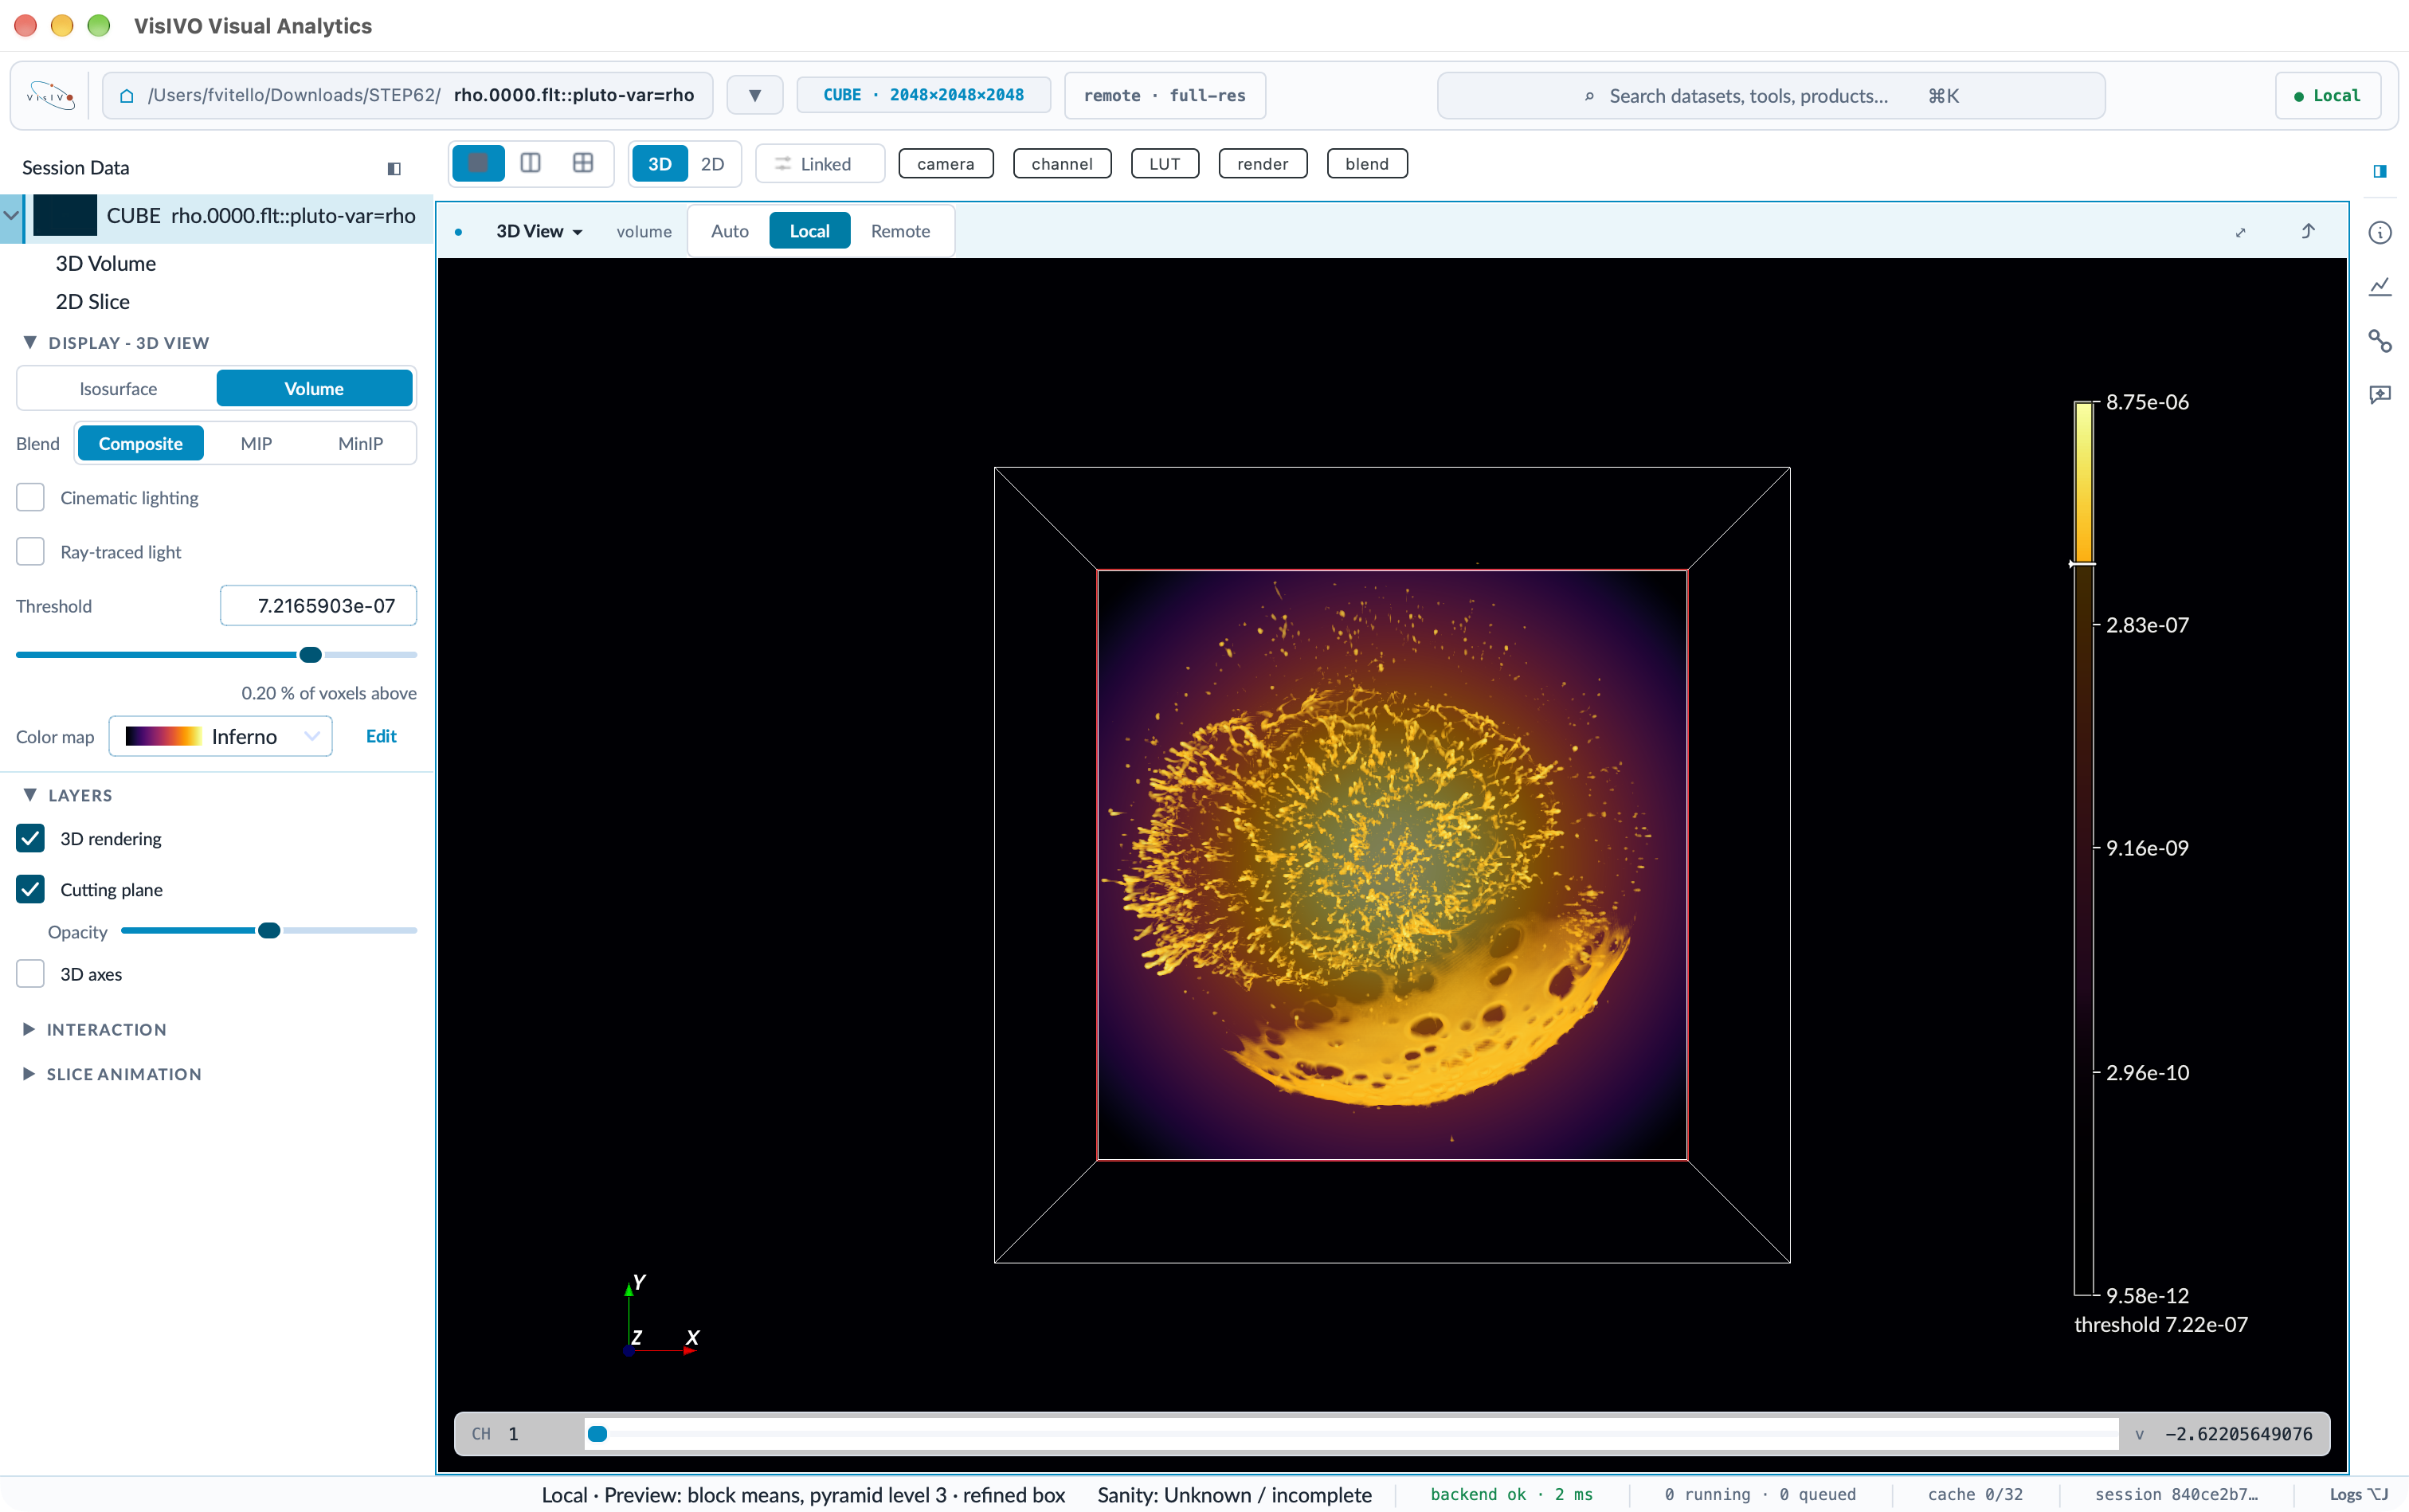 VisIVO Visual Analytics
VisIVO /Users/fvitello/Downloads/STEP62/ rho.0000.flt::pluto-var=rho ▼ CUBE · 2048×2048×2048 remote · full-res Search datasets, tools, products... ⌘K Local
Session Data 3D 2D Linked camera channel LUT render blend
CUBE rho.0000.flt::pluto-var=rho
3D View volume Auto Local Remote
3D Volume
2D Slice
DISPLAY - 3D VIEW
Isosurface Volume
Blend Composite MIP MinIP
Cinematic lighting
Ray-traced light
Threshold 7.2165903e-07
0.20 % of voxels above
Color map Inferno Edit
LAYERS
3D rendering
Cutting plane
Opacity
3D axes
INTERACTION
SLICE ANIMATION
8.75e-06
2.83e-07
9.16e-09
2.96e-10
9.58e-12
threshold 7.22e-07
Y
Z X
CH 1 v -2.62205649076
Local · Preview: block means, pyramid level 3 · refined box Sanity: Unknown / incomplete backend ok · 2 ms 0 running · 0 queued cache 0/32 session 840ce2b7… Logs ⌥J